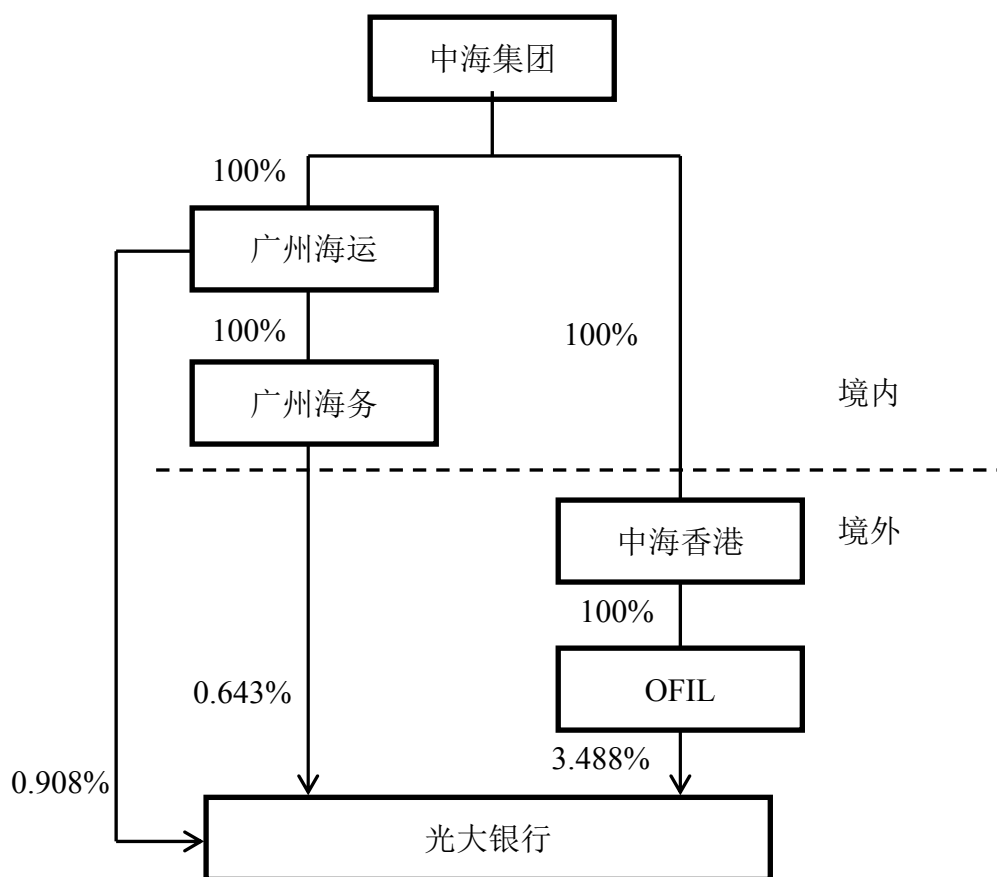 中海集团
100%
广州海运
100%
100%
广州海务
境内
境外
中海香港
100%
OFIL
0.643%
3.488%
0.908%
光大银行